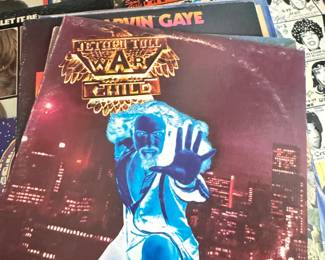 LET IT BE
MARVIN GAYE
JETHRO TULL
WAR
CHILD